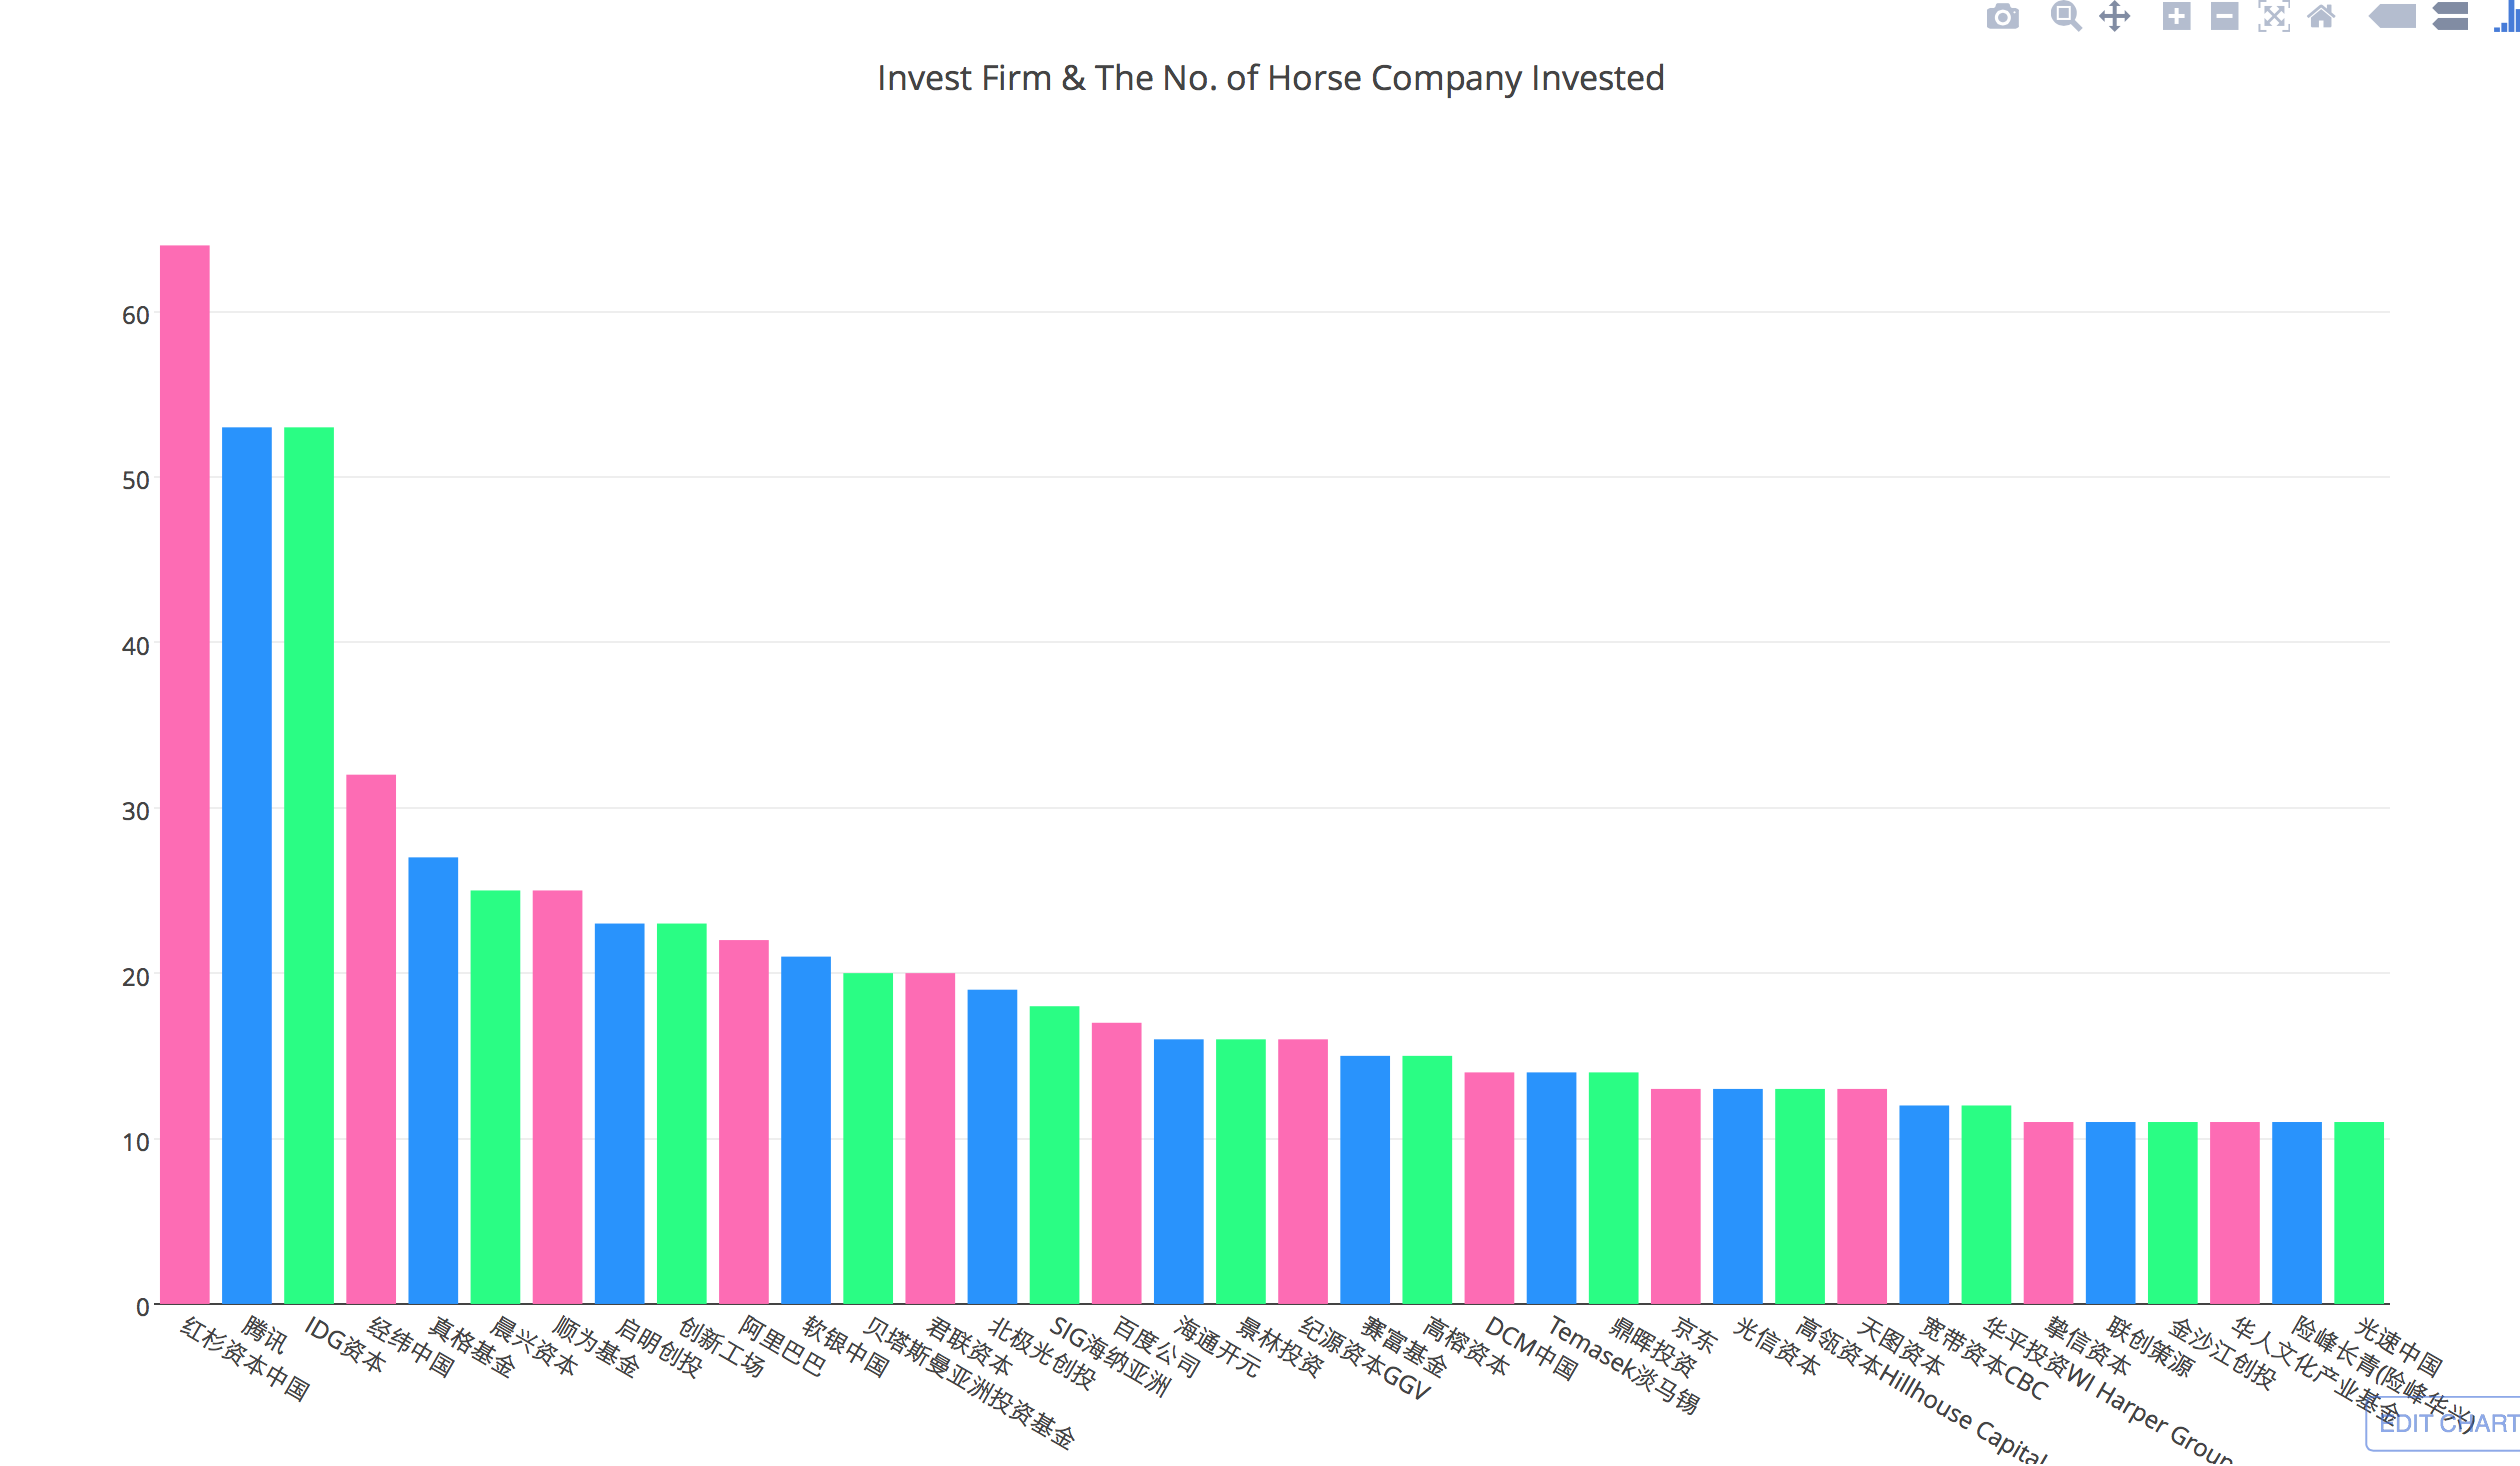 Invest Firm & The No. of Horse Company Invested
60
50
40
30
20
10
0
红杉资本中国
腾讯
IDG资本
经纬中国
真格基金
晨兴资本
顺为基金
启明创投
创新工场
阿里巴巴
软银中国
贝塔斯曼亚洲投资基金
君联资本
北极光创投
SIG海纳亚洲
百度公司
海通开元
景林投资
纪源资本GGV
赛富基金
高榕资本
DCM中国
Temasek淡马锡
鼎晖投资
京东
光信资本
高瓴资本Hillhouse Capital
天图资本
宽带资本CBC
华平投资WI Harper Group
挚信资本
联创策源
金沙江创投
华人文化产业基金
险峰长青(险峰华兴)
光速中国
EDIT CHART